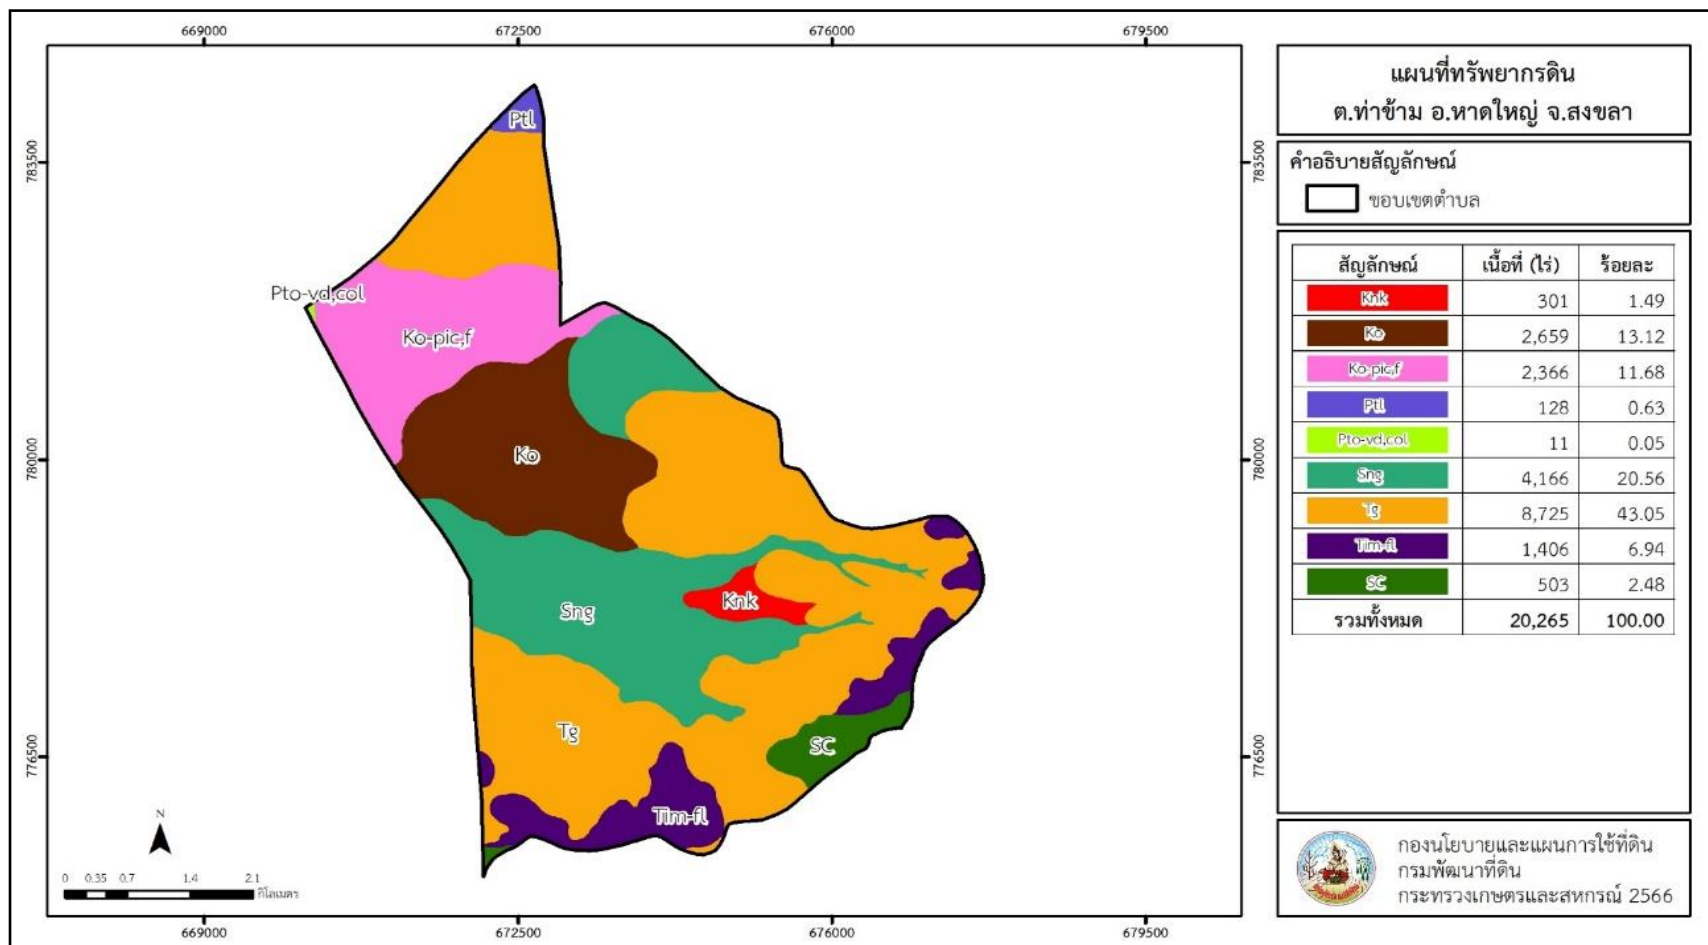 669000 672500 676000 679500
แผนที่ทรัพยากรดิน
ต.ท่าข้าม อ.หาดใหญ่ จ.สงขลา
คำอธิบายสัญลักษณ์
ขอบเขตตำบล
783500 783500
780000 780000
776500 776500
Ptl
Pto-vd,col
Ko-pic,f
Ko
Knk
Sng
Tg
SC
Tim-fl
สัญลักษณ์ เนื้อที่ (ไร่) ร้อยละ
Knk 301 1.49
Ko 2,659 13.12
Ko-pic,f 2,366 11.68
Ptl 128 0.63
Pto-vd,col 11 0.05
Sng 4,166 20.56
Tg 8,725 43.05
Tim-fl 1,406 6.94
SC 503 2.48
รวมทั้งหมด 20,265 100.00
N
0 0.35 0.7 1.4 2.1
กิโลเมตร
669000 672500 676000 679500
กองนโยบายและแผนการใช้ที่ดิน
กรมพัฒนาที่ดิน
กระทรวงเกษตรและสหกรณ์ 2566